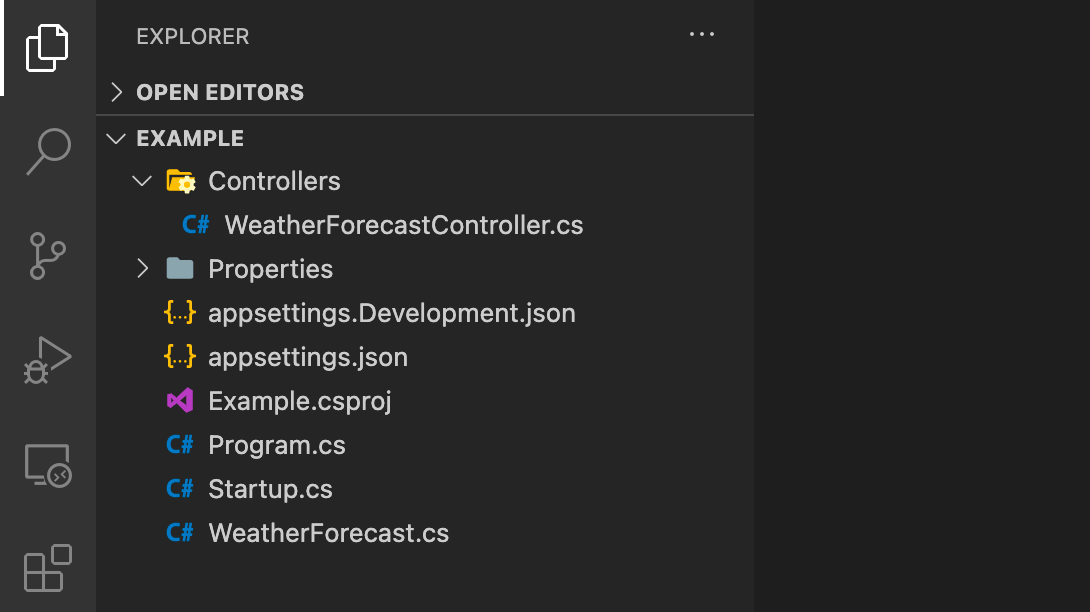 EXPLORER ...
OPEN EDITORS
EXAMPLE
Controllers
C# WeatherForecastController.cs
Properties
{..} appsettings.Development.json
{..} appsettings.json
Example.csproj
C# Program.cs
C# Startup.cs
C# WeatherForecast.cs